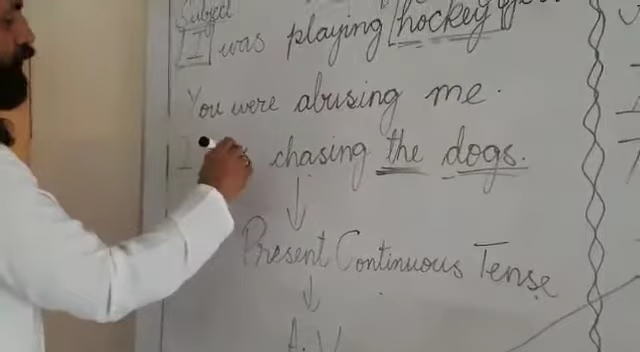 Subject
I was playing hockey
You were abusing me.
I chasing the dogs.
Present Continuous Tense
A. V